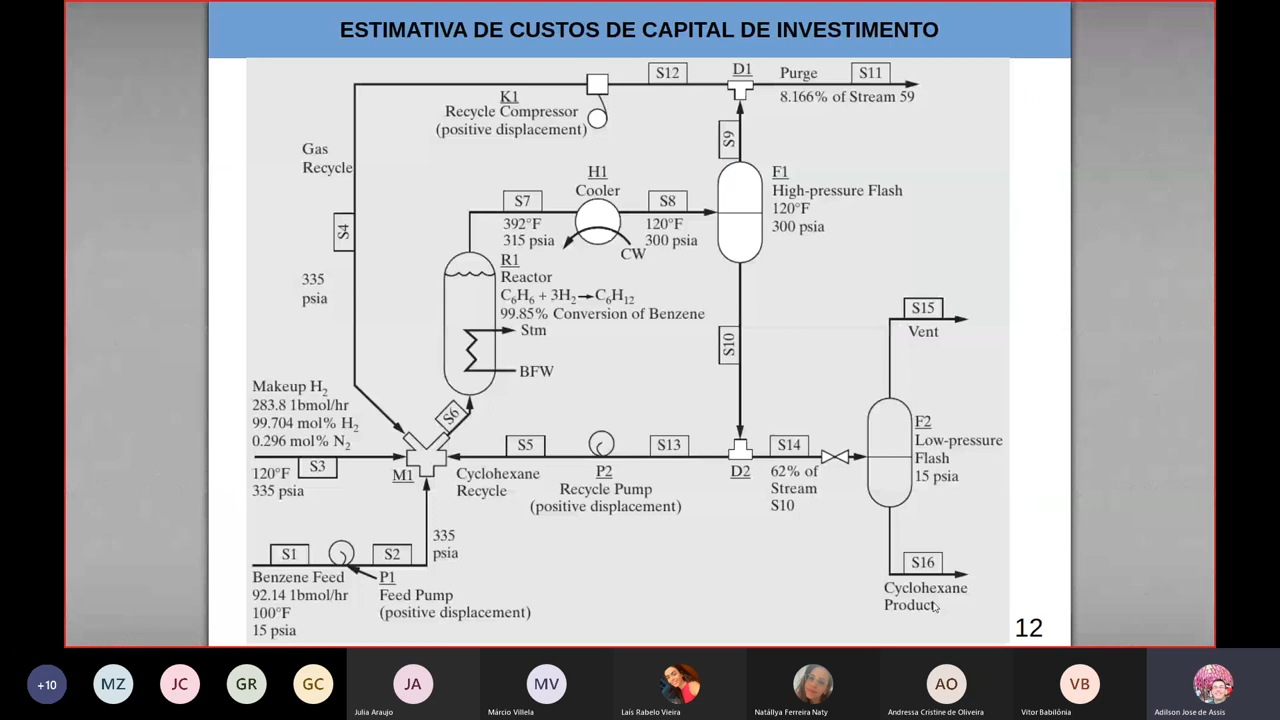 ESTIMATIVA DE CUSTOS DE CAPITAL DE INVESTIMENTO
S12
D1
Purge
S11
8.166% of Stream 59
K1
Recycle Compressor
(positive displacement)
S9
Gas
Recycle
H1
Cooler
F1
High-pressure Flash
120°F
300 psia
S7
392°F
315 psia
S8
120°F
300 psia
CW
S4
335
psia
R1
Reactor
C6H6 + 3H2→C6H12
99.85% Conversion of Benzene
Stm
BFW
S10
S15
Vent
Makeup H2
283.8 1bmol/hr
99.704 mol% H2
0.296 mol% N2
S3
120°F
335 psia
S6
M1
S5
Cyclohexane
Recycle
P2
Recycle Pump
(positive displacement)
S13
D2
S14
62% of
Stream
S10
F2
Low-pressure
Flash
15 psia
335
psia
S1
S2
Benzene Feed
92.14 1bmol/hr
100°F
15 psia
P1
Feed Pump
(positive displacement)
S16
Cyclohexane
Product
12
+10
MZ
JC
GR
GC
JA
Julia Araujo
MV
Márcio Villela
Laís Rabelo Vieira
Natállya Ferreira Naty
AO
Andressa Cristine de Oliveira
VB
Vitor Babilônia
Adilson Jose de Assis